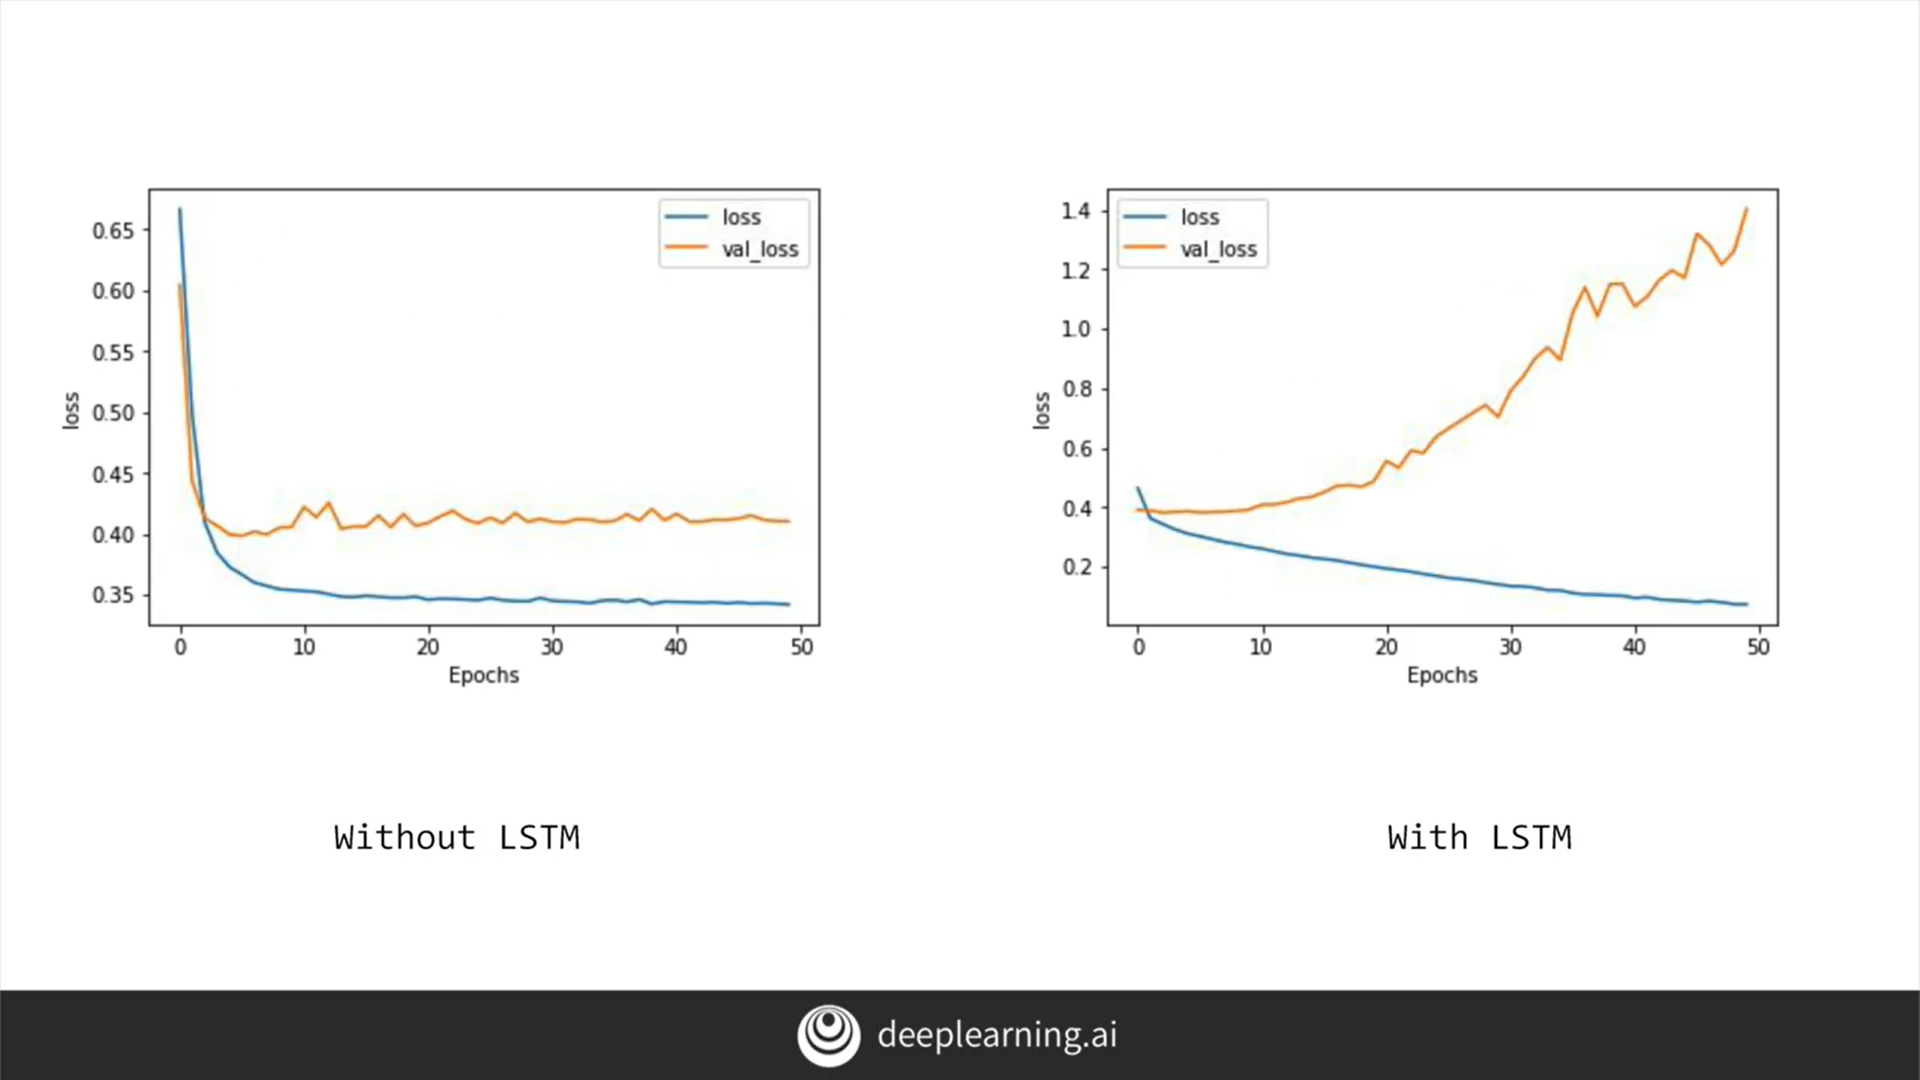 loss
val_loss
0.65
0.60
0.55
0.50
0.45
0.40
0.35
loss
0 10 20 30 40 50
Epochs
Without LSTM
loss
val_loss
1.4
1.2
1.0
0.8
0.6
0.4
0.2
loss
0 10 20 30 40 50
Epochs
With LSTM
deeplearning.ai